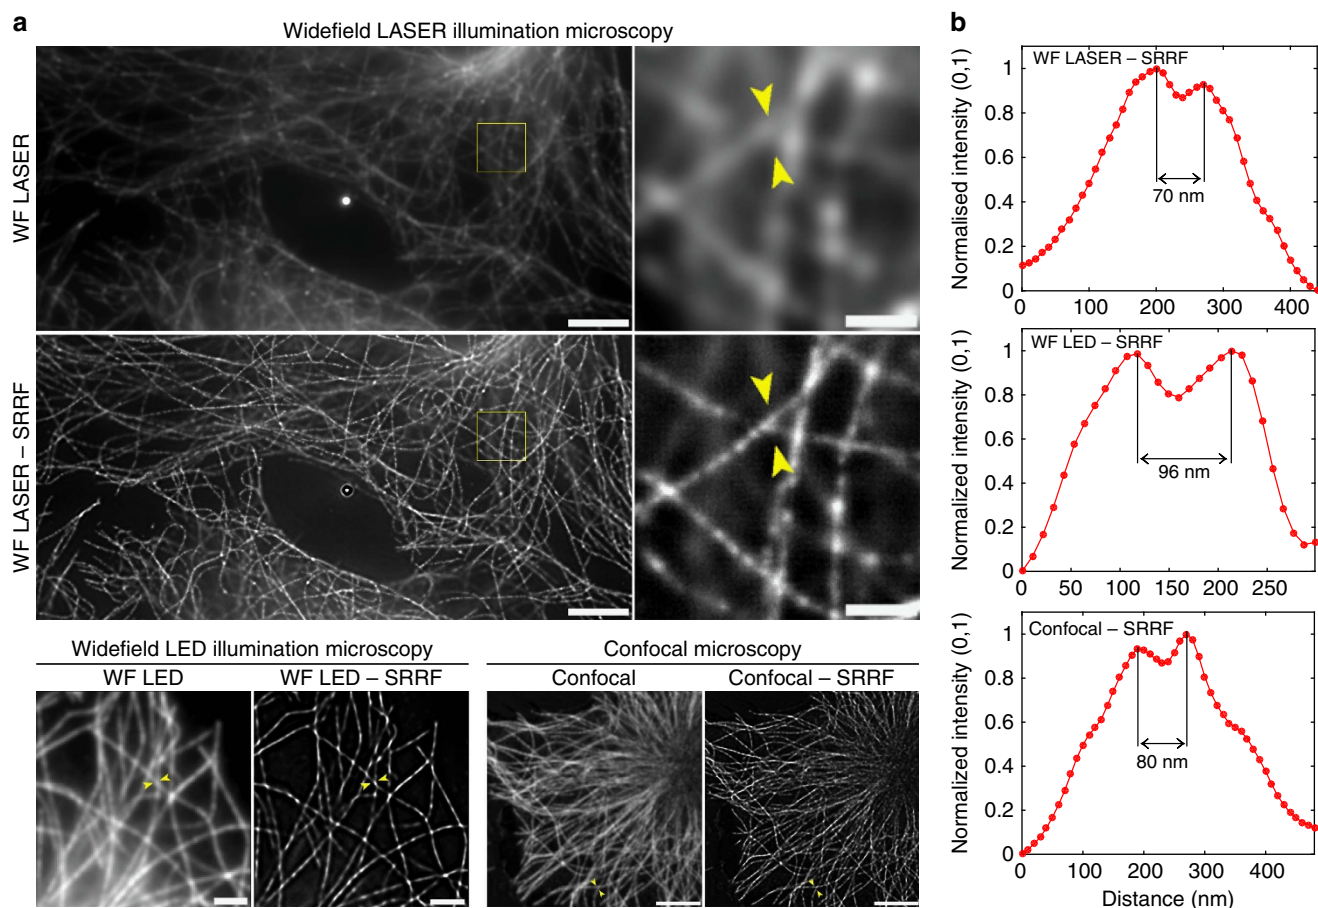 a
Widefield LASER illumination microscopy
WF LASER
WF LASER – SRRF
Widefield LED illumination microscopy
WF LED
WF LED – SRRF
Confocal microscopy
Confocal
Confocal – SRRF
b
WF LASER – SRRF
Normalised intensity (0,1)
1
0.8
0.6
0.4
0.2
0
70 nm
0 100 200 300 400
WF LED – SRRF
Normalized intensity (0,1)
1
0.8
0.6
0.4
0.2
0
96 nm
0 50 100 150 200 250
Confocal – SRRF
Normalized intensity (0,1)
1
0.8
0.6
0.4
0.2
0
80 nm
0 100 200 300 400
Distance (nm)